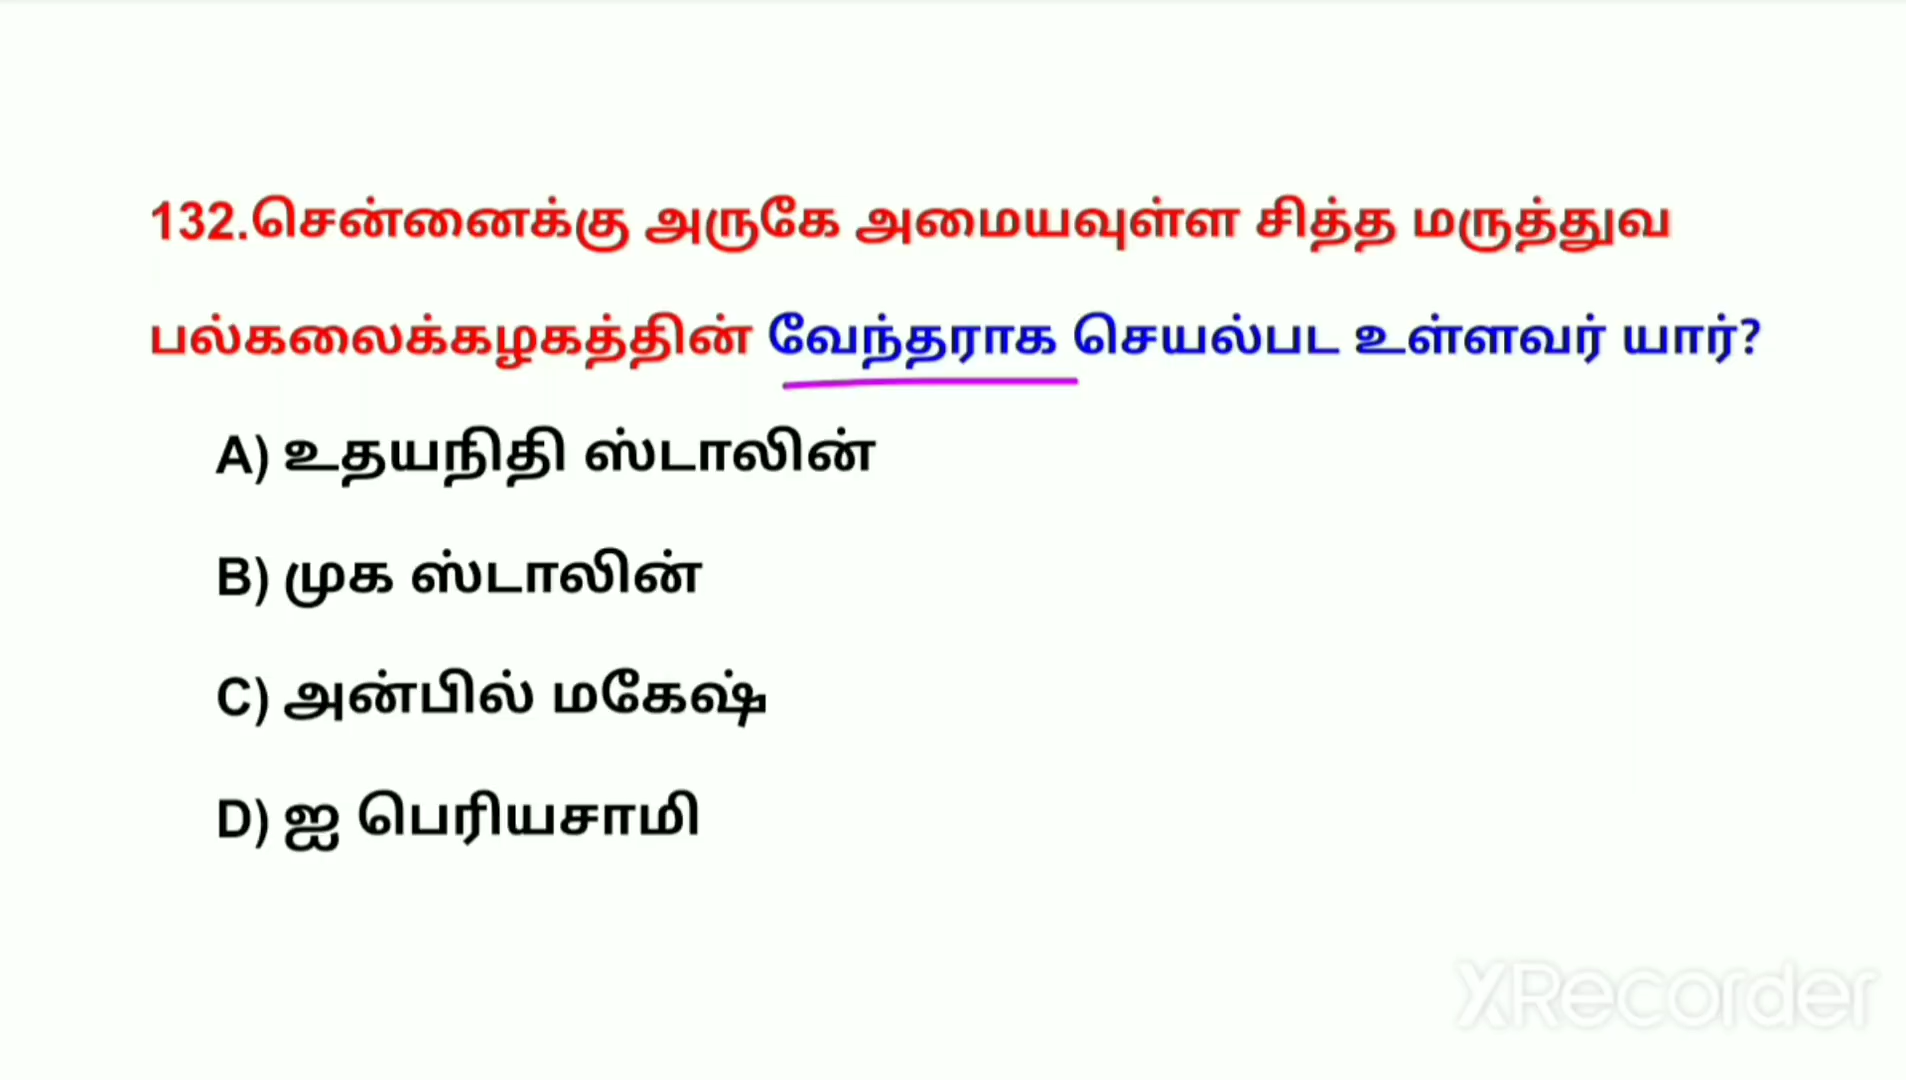 132.சென்னைக்கு அருகே அமையவுள்ள சித்த மருத்துவ
பல்கலைக்கழகத்தின் வேந்தராக செயல்பட உள்ளவர் யார்?
A) உதயநிதி ஸ்டாலின்
B) முக ஸ்டாலின்
C) அன்பில் மகேஷ்
D) ஐ பெரியசாமி
XRecorder